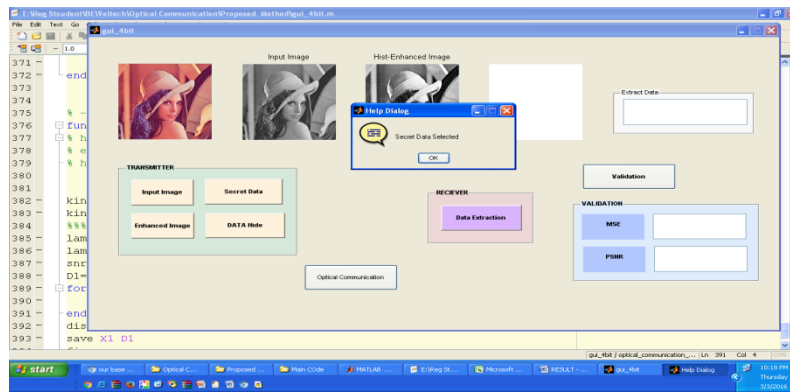 E:\Reg Stsudent\IILWeitech\Optical Communication\Proposed Method\gui_4bit.m
File Edit Text Go
gui_4bit
1.0
Input Image
Hist-Enhanced Image
Extrect Data
Help Dialog
Secret Data Selected
OK
TRANSMITTER
Input Image
Secret Data
Enhanced Image
DATA Hide
RECIEVER
Data Extraction
Validation
VALIDATION
MSE
PSNR
Optical Communication
371
372 end
373
374
375 % -
376 fun
377 % h
378 % e
379 % h
380
381
382 kin
383 kin
384 %%%
385 lam
386 lam
387 snr
388 D1=
389 for
390
391 end
392 dis
393 save X1 D1
gui_4bit / optical_communication_... Ln 391 Col 4
start
our base ...
Optical C...
Proposed ...
Main COde
MATLAB ...
E:\Reg St...
Microsoft ...
RESULT - ...
gui_4bit
Help Dialog
10:18 PM
Thursday
3/3/2016